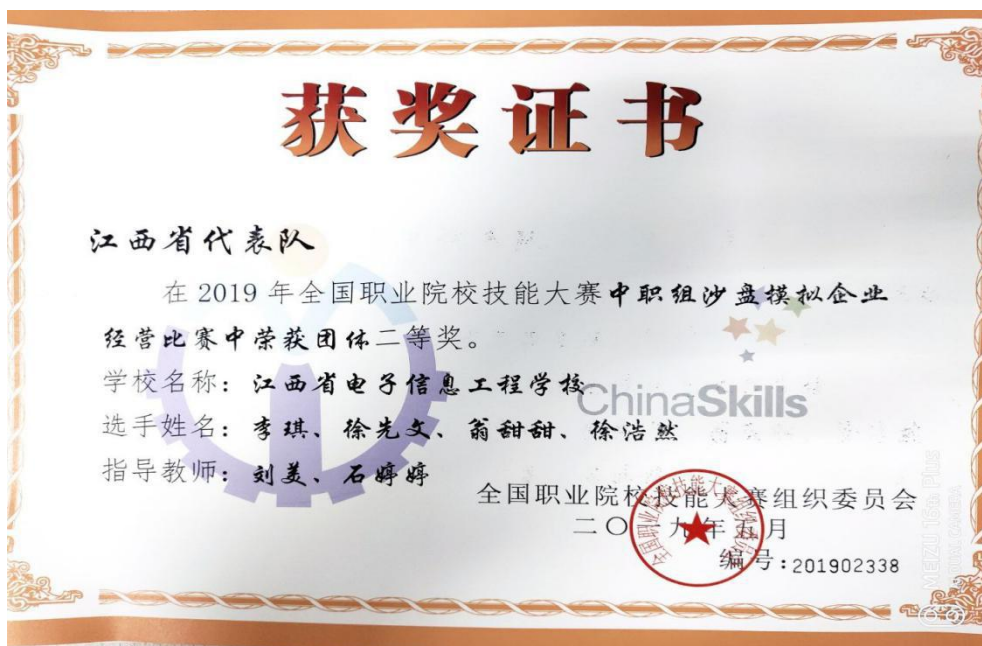 获奖证书
江西省代表队
在 2019 年全国职业院校技能大赛中职组沙盘模拟企业
经营比赛中荣获团体二等奖。
学校名称：江西省电子信息工程学校
ChinaSkills
选手姓名：李琪、徐先文、翁甜甜、徐浩然
指导教师：刘美、石婷婷
全国职业院校技能大赛组织委员会
二〇一九年五月
编号:201902338
MEIZU 16th Plus